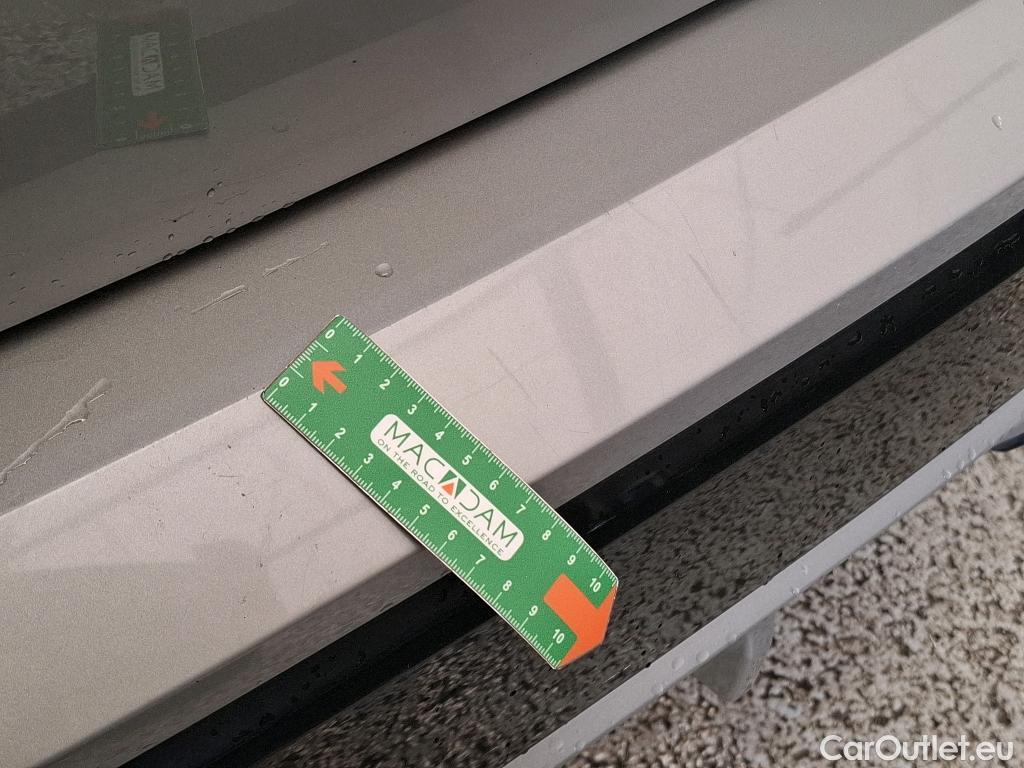 0 1 2 3 4 5 6 7 8 9 10
MACADAM
ON THE ROAD TO EXCELLENCE
0 1 2 3 4 5 6 7 8 9 10
CarOutlet.eu